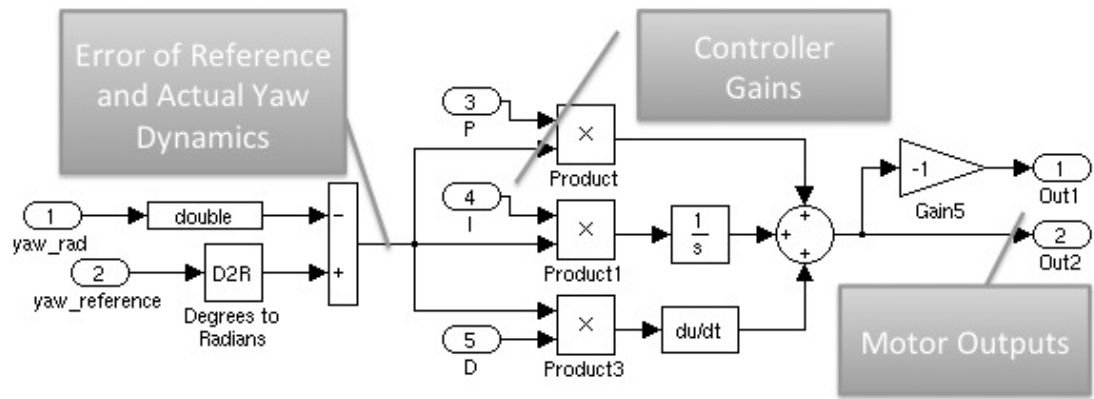 Error of Reference
and Actual Yaw
Dynamics
Controller
Gains
3
P
×
Product
-1
Gain5
1
Out1
1
yaw_rad
double
−
4
I
×
Product1
1
s
+
+
+
2
Out2
2
yaw_reference
D2R
Degrees to
Radians
+
5
D
×
Product3
du/dt
Motor Outputs